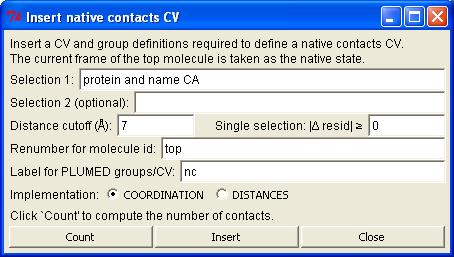 Insert native contacts CV
Insert a CV and group definitions required to define a native contacts CV.
The current frame of the top molecule is taken as the native state.
Selection 1: protein and name CA
Selection 2 (optional):
Distance cutoff (Å): 7 Single selection: |Δ resid| ≥ 0
Renumber for molecule id: top
Label for PLUMED groups/CV: nc
Implementation: COORDINATION DISTANCES
Click `Count' to compute the number of contacts.
Count Insert Close